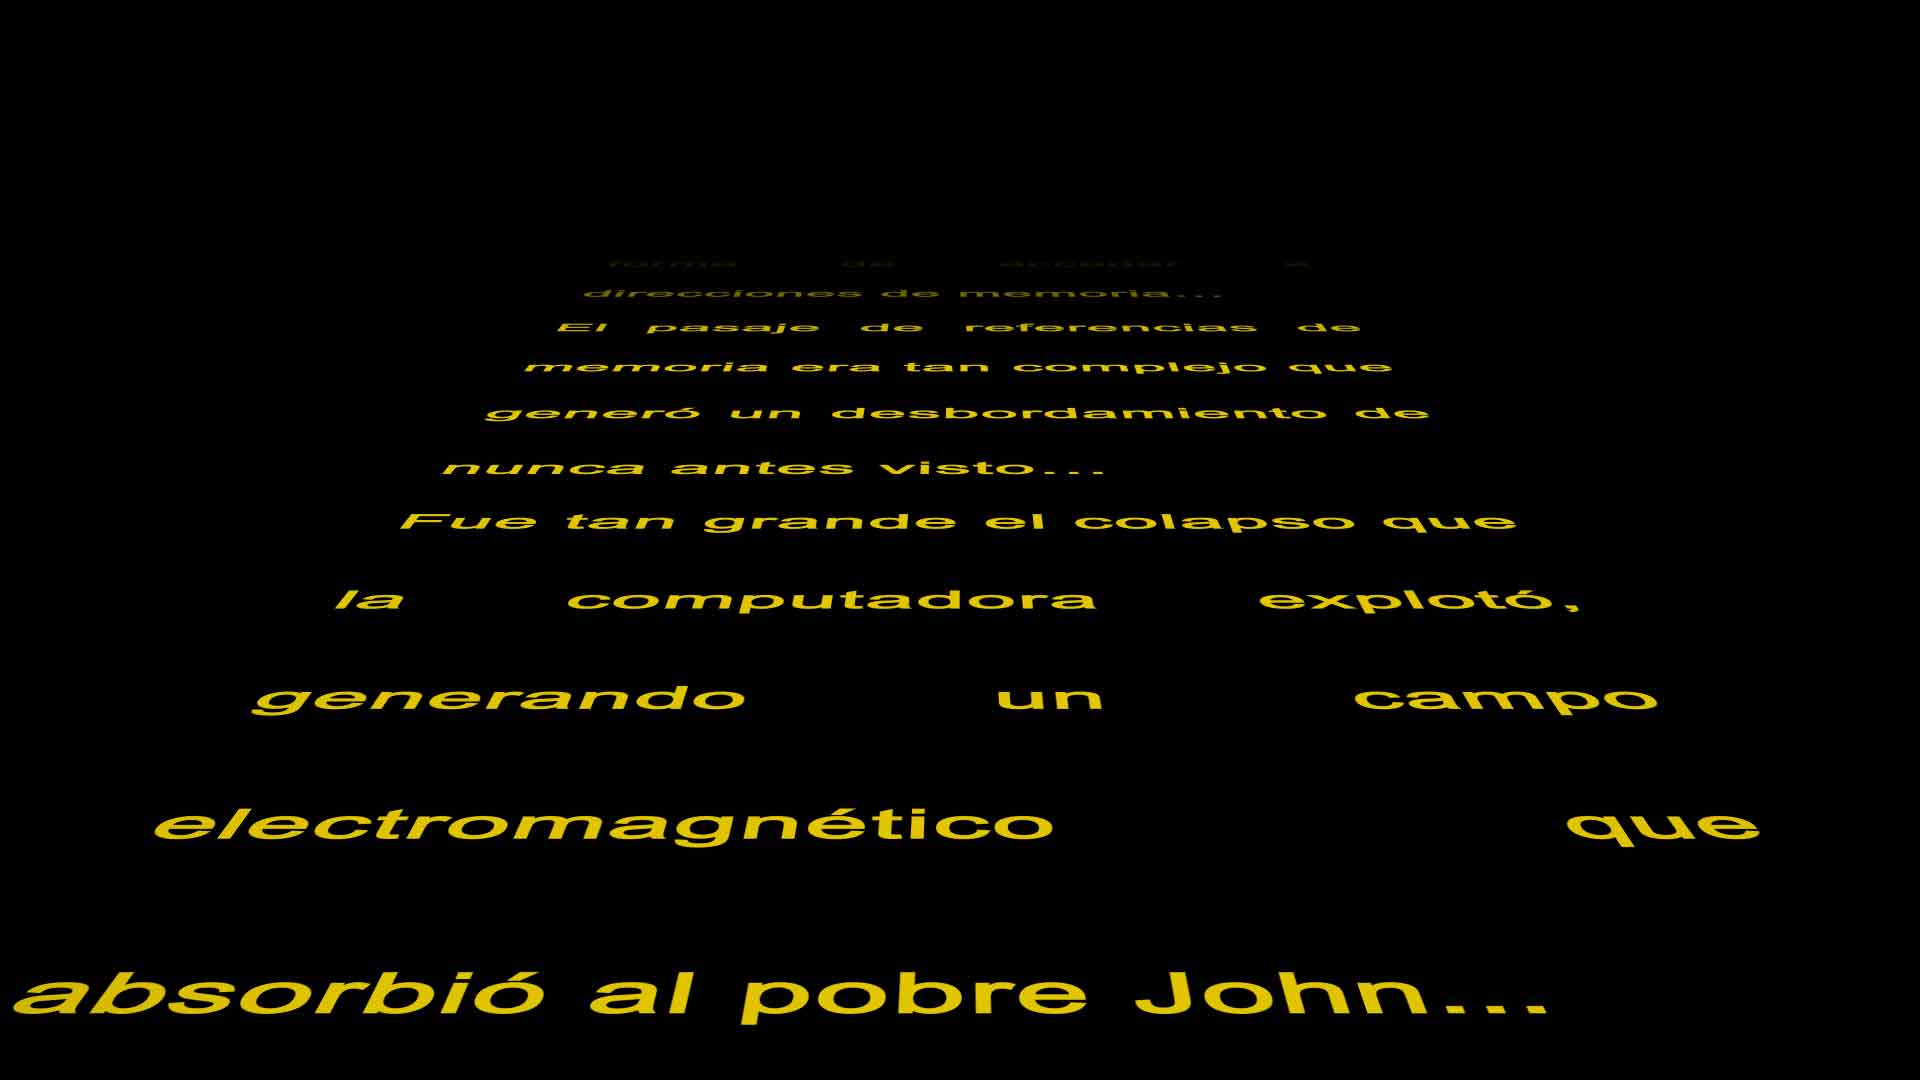 forma de acceder a
direcciones de memoria...
El pasaje de referencias de
memoria era tan complejo que
generó un desbordamiento de
nunca antes visto...
Fue tan grande el colapso que
la computadora explotó,
generando un campo
electromagnético que
absorbió al pobre John...